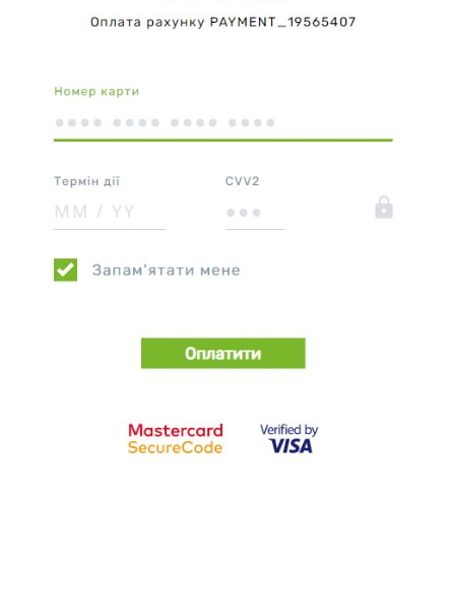 Оплата рахунку PAYMENT_19565407
Номер карти
Термін дії CVV2
MM / YY
Запам'ятати мене
Оплатити
Mastercard Verified by
SecureCode VISA